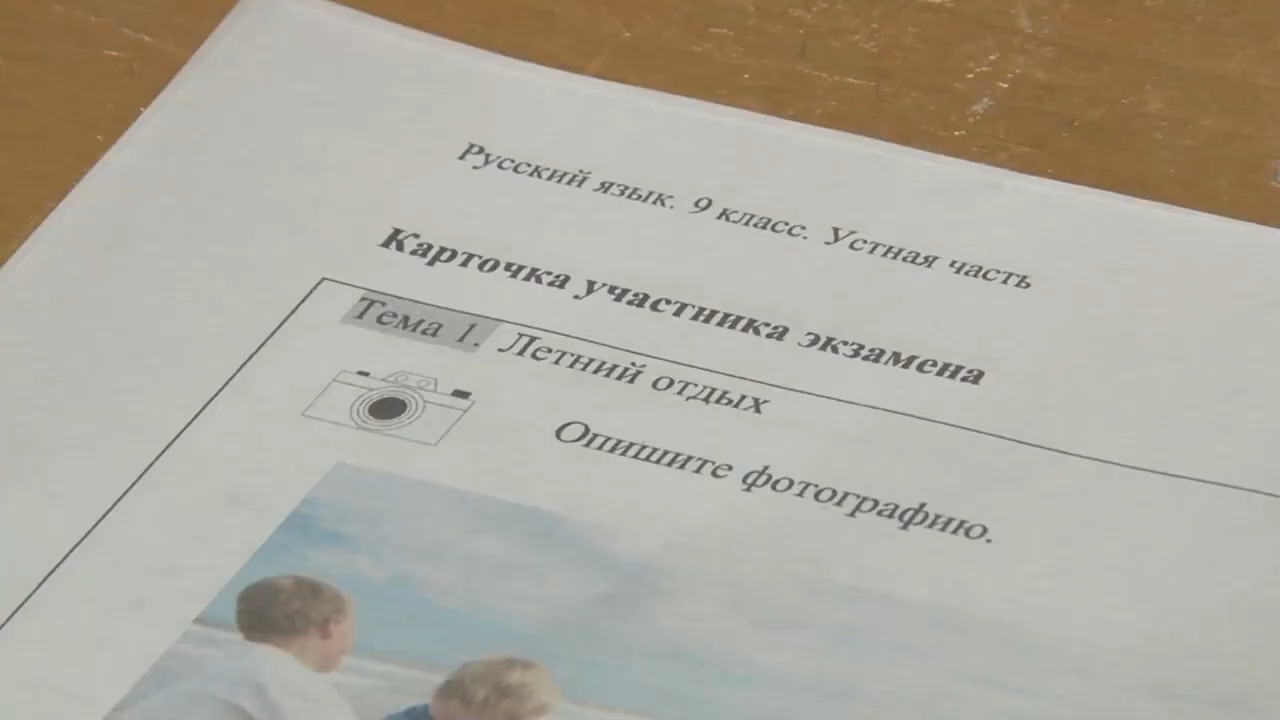 Русский язык. 9 класс. Устная часть
Карточка участника экзамена
Тема 1. Летний отдых
Опишите фотографию.